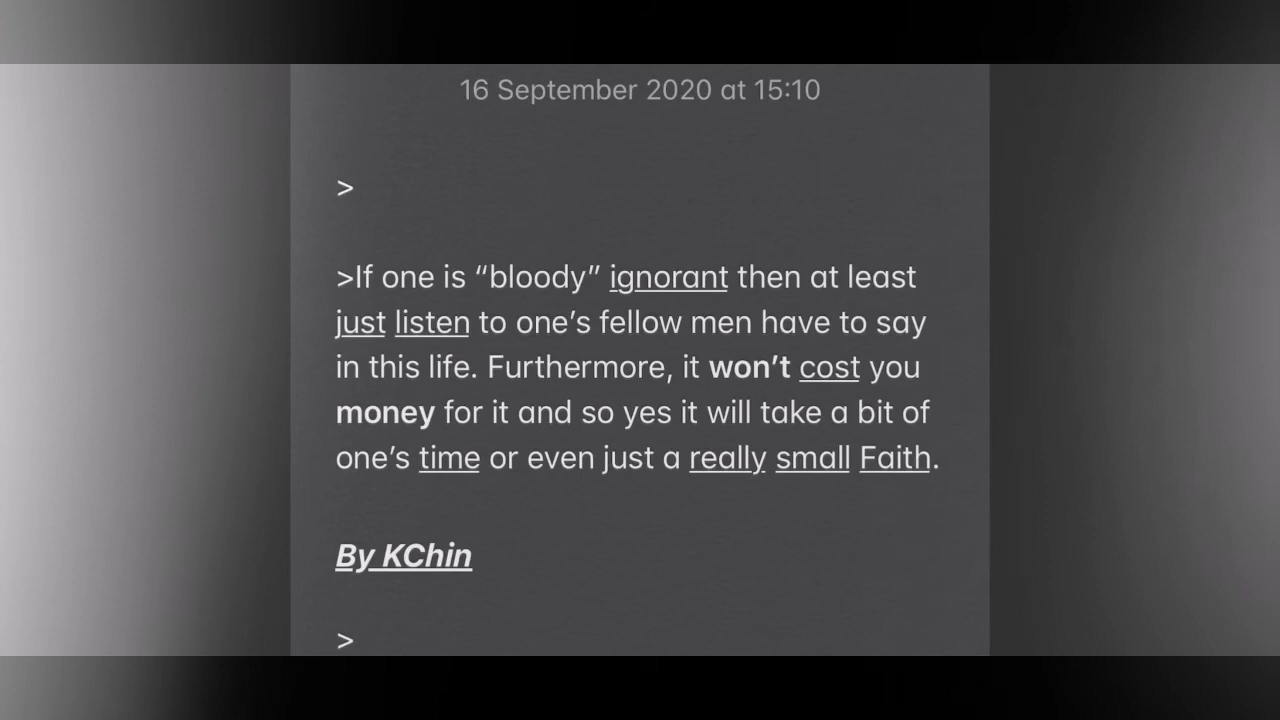 16 September 2020 at 15:10
>
>If one is “bloody” ignorant then at least
just listen to one’s fellow men have to say
in this life. Furthermore, it won’t cost you
money for it and so yes it will take a bit of
one’s time or even just a really small Faith.
By KChin
>